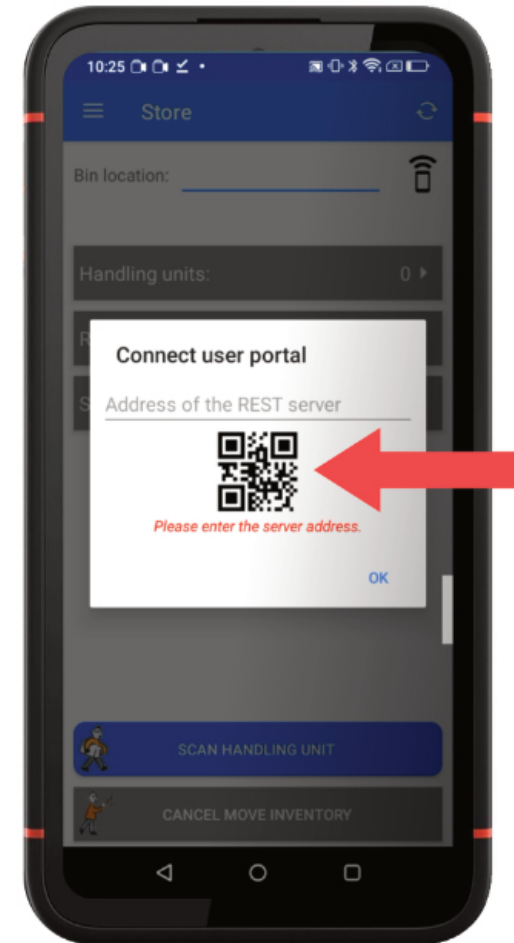 10:25
Store
Bin location:
Handling units:
0
R
S
Connect user portal
Address of the REST server
Please enter the server address.
OK
SCAN HANDLING UNIT
CANCEL MOVE INVENTORY